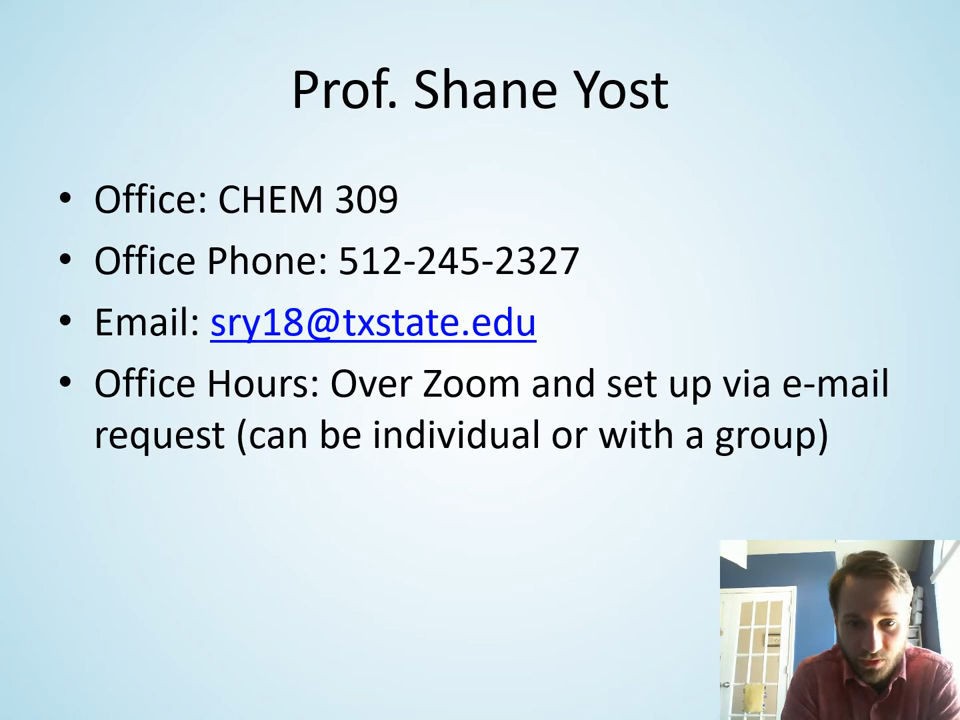 Prof. Shane Yost
• Office: CHEM 309
• Office Phone: 512-245-2327
• Email: sry18@txstate.edu
• Office Hours: Over Zoom and set up via e-mail
request (can be individual or with a group)